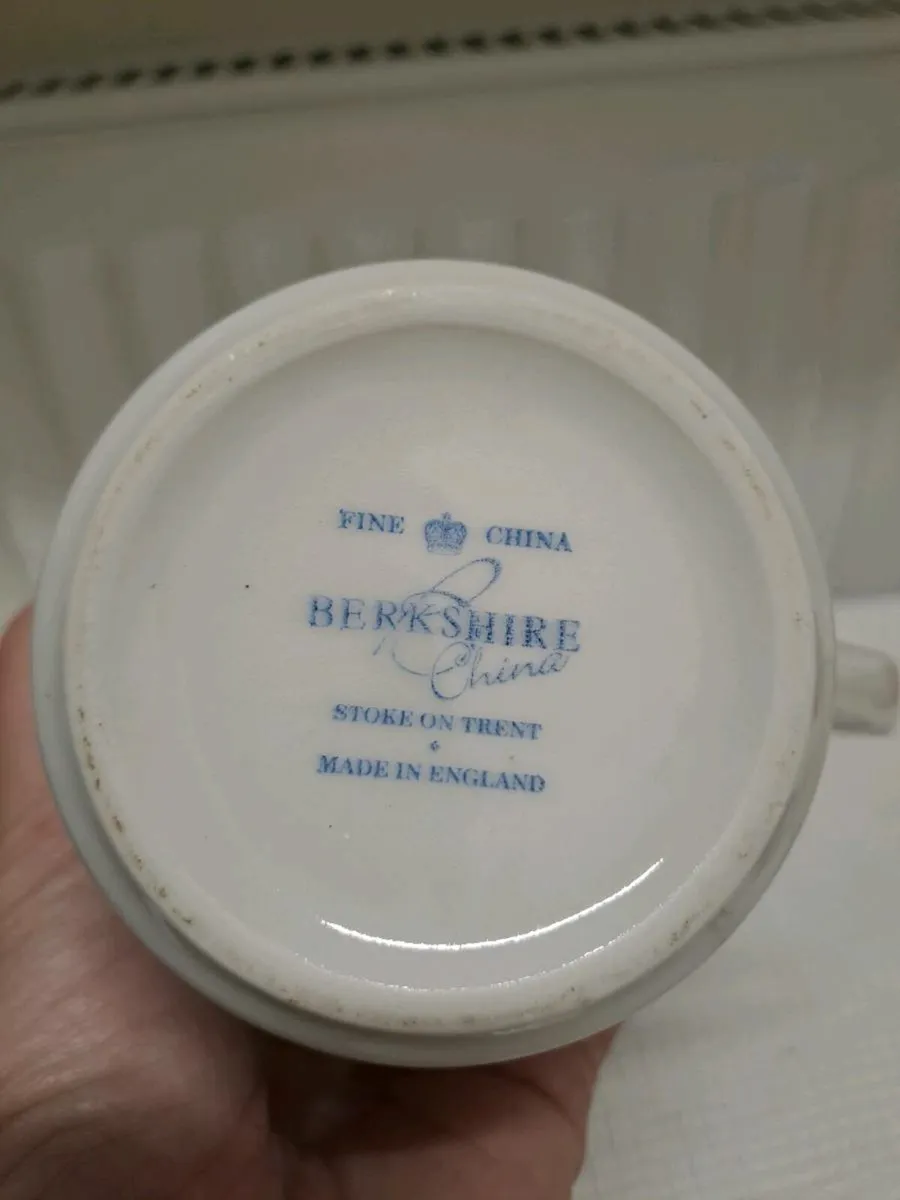 FINE CHINA
BERKSHIRE
China
STOKE ON TRENT
MADE IN ENGLAND